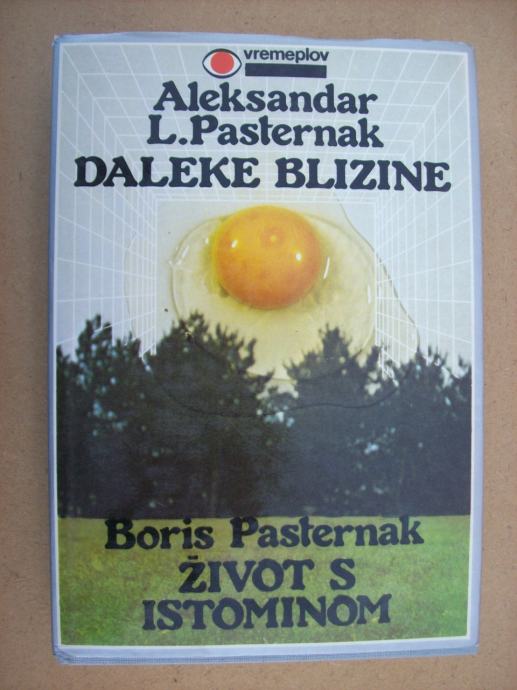 vremeplov
Aleksandar
L.Pasternak
DALEKE BLIZINE
Boris Pasternak
ŽIVOT S
ISTOMINOM